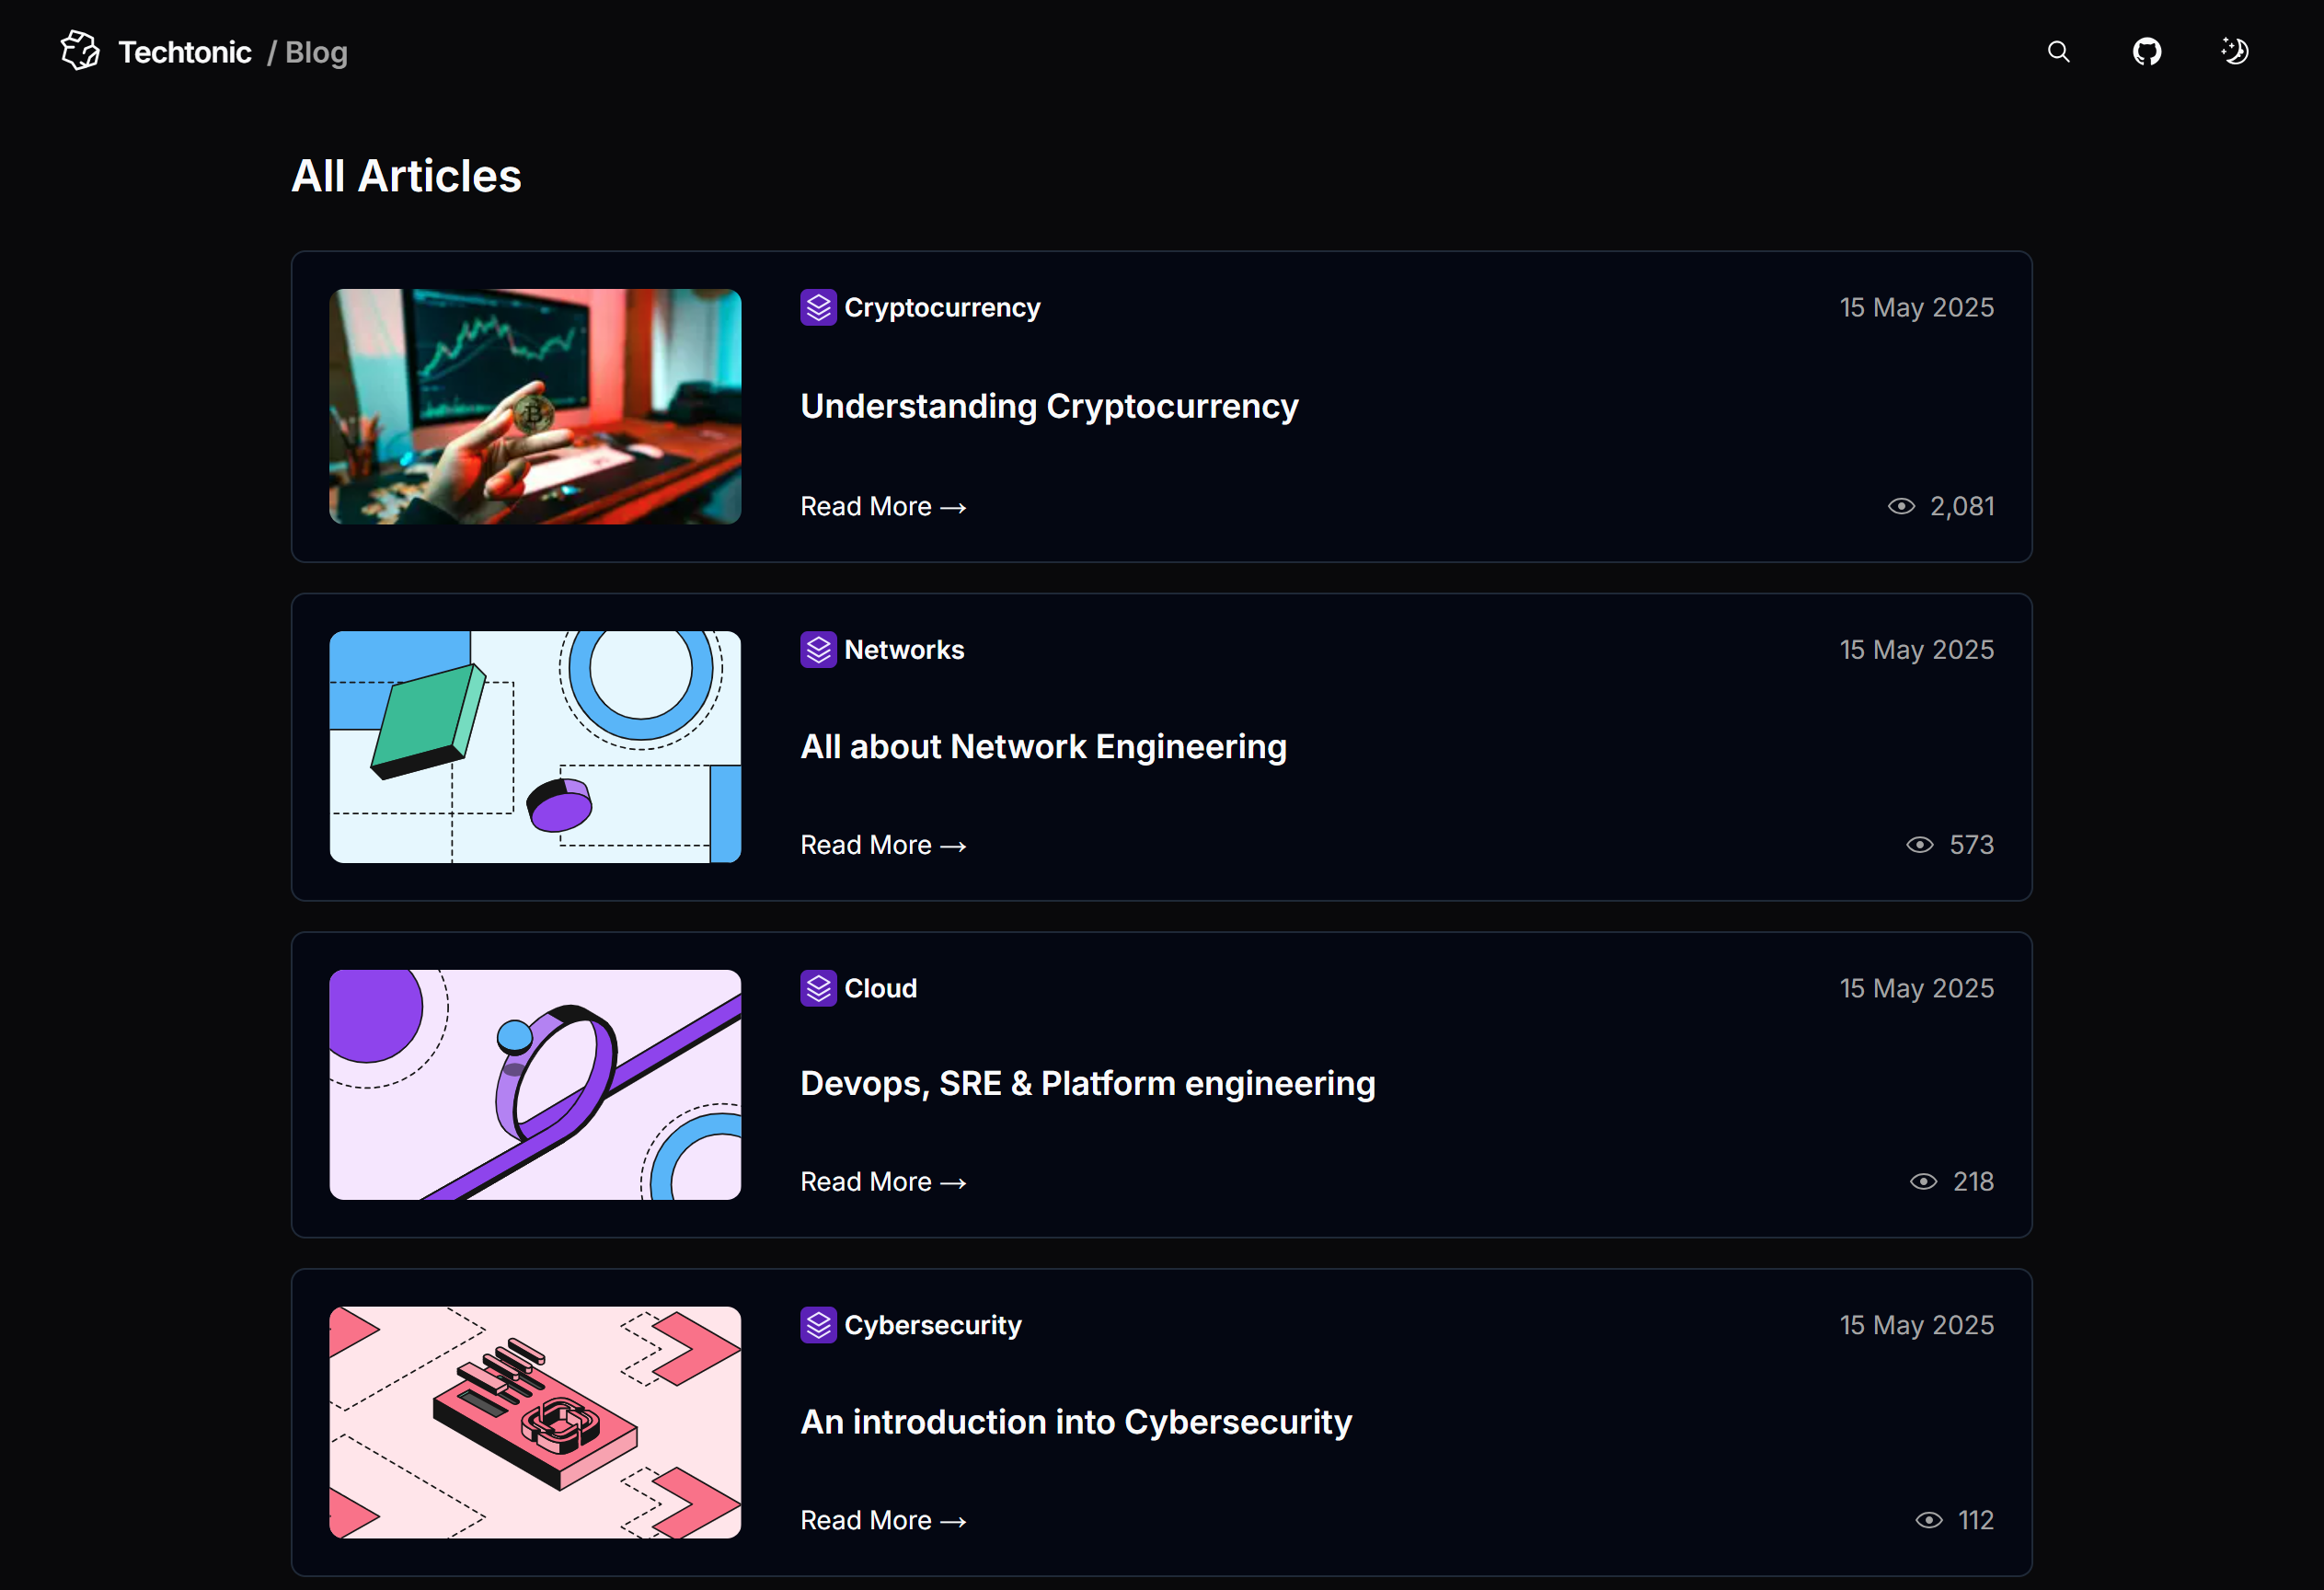 Techtonic / Blog
All Articles
Cryptocurrency 15 May 2025
Understanding Cryptocurrency
Read More → 2,081
Networks 15 May 2025
All about Network Engineering
Read More → 573
Cloud 15 May 2025
Devops, SRE & Platform engineering
Read More → 218
Cybersecurity 15 May 2025
An introduction into Cybersecurity
Read More → 112